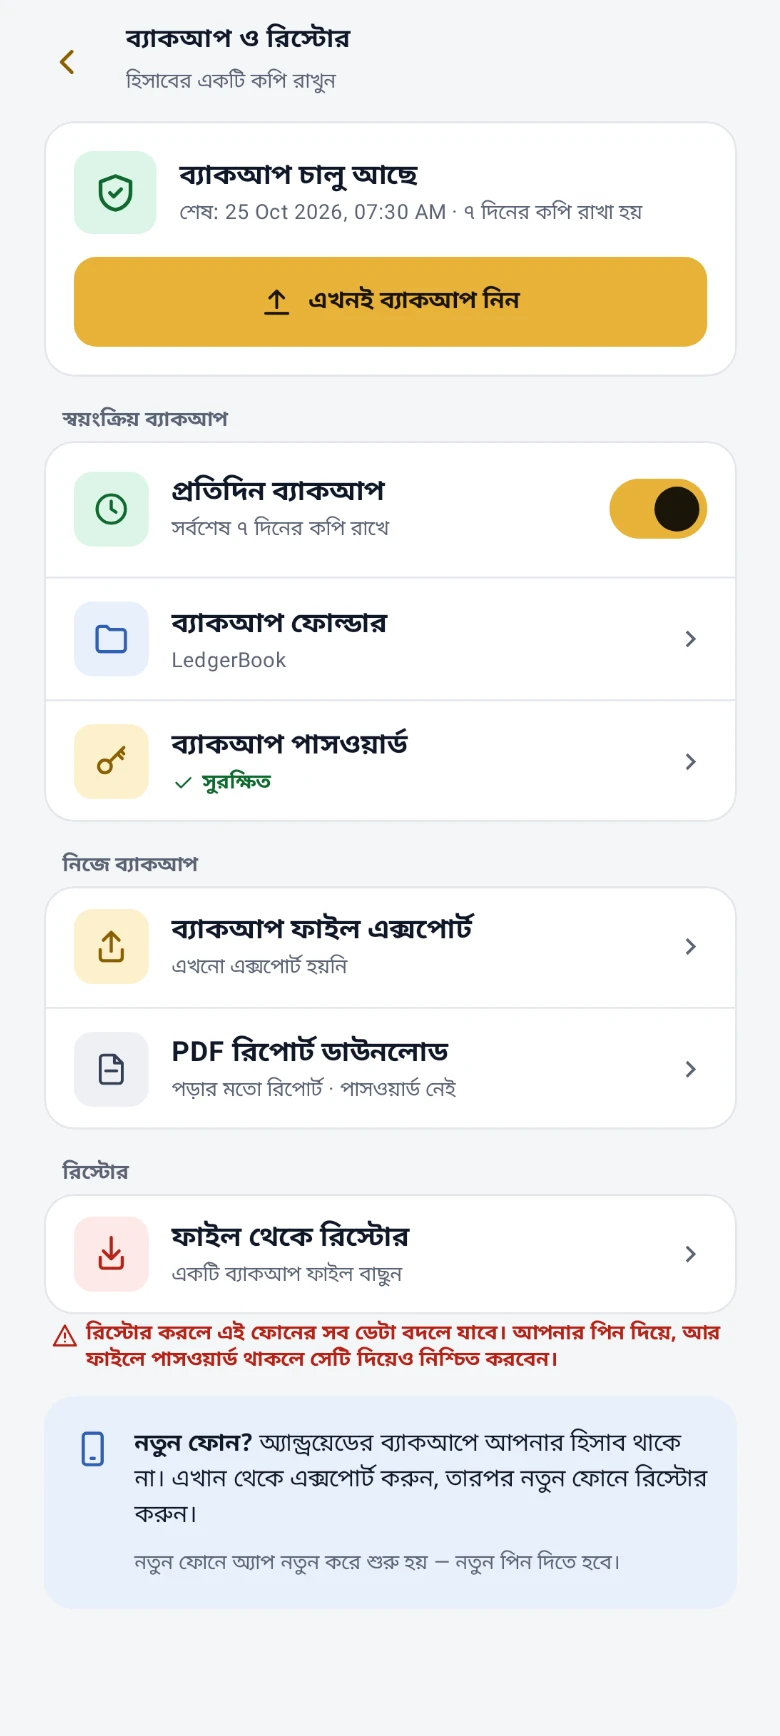 ব্যাকআপ ও রিস্টোর
হিসাবের একটি কপি রাখুন
ব্যাকআপ চালু আছে
শেষ: 25 Oct 2026, 07:30 AM · ৭ দিনের কপি রাখা হয়
এখনই ব্যাকআপ নিন
স্বয়ংক্রিয় ব্যাকআপ
প্রতিদিন ব্যাকআপ
সর্বশেষ ৭ দিনের কপি রাখে
ব্যাকআপ ফোল্ডার
LedgerBook
ব্যাকআপ পাসওয়ার্ড
সুরক্ষিত
নিজে ব্যাকআপ
ব্যাকআপ ফাইল এক্সপোর্ট
এখনো এক্সপোর্ট হয়নি
PDF রিপোর্ট ডাউনলোড
পড়ার মতো রিপোর্ট · পাসওয়ার্ড নেই
রিস্টোর
ফাইল থেকে রিস্টোর
একটি ব্যাকআপ ফাইল বাছুন
রিস্টোর করলে এই ফোনের সব ডেটা বদলে যাবে। আপনার পিন দিয়ে, আর
ফাইলে পাসওয়ার্ড থাকলে সেটি দিয়েও নিশ্চিত করবেন।
নতুন ফোন? অ্যান্ড্রয়েডের ব্যাকআপে আপনার হিসাব থাকে
না। এখান থেকে এক্সপোর্ট করুন, তারপর নতুন ফোনে রিস্টোর
করুন।
নতুন ফোনে অ্যাপ নতুন করে শুরু হয় — নতুন পিন দিতে হবে।